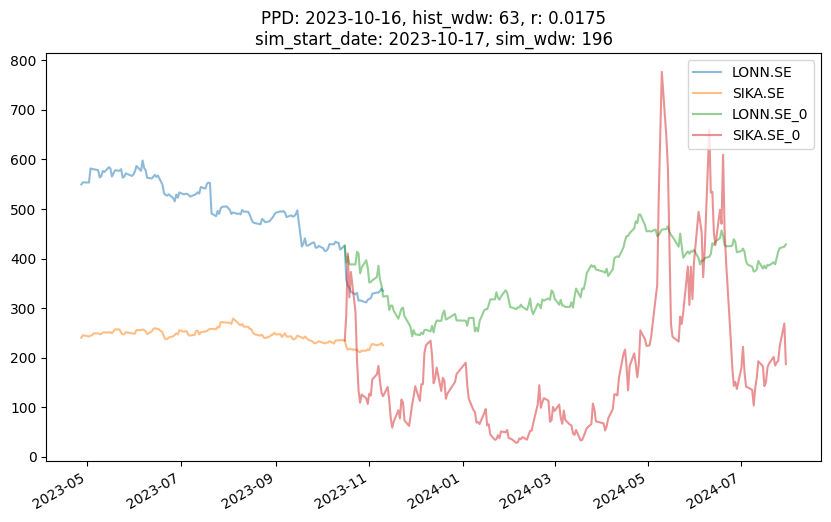 PPD: 2023-10-16, hist_wdw: 63, r: 0.0175
sim_start_date: 2023-10-17, sim_wdw: 196
800
700
600
500
400
300
200
100
0
LONN.SE
SIKA.SE
LONN.SE_0
SIKA.SE_0
2023-05
2023-07
2023-09
2023-11
2024-01
2024-03
2024-05
2024-07